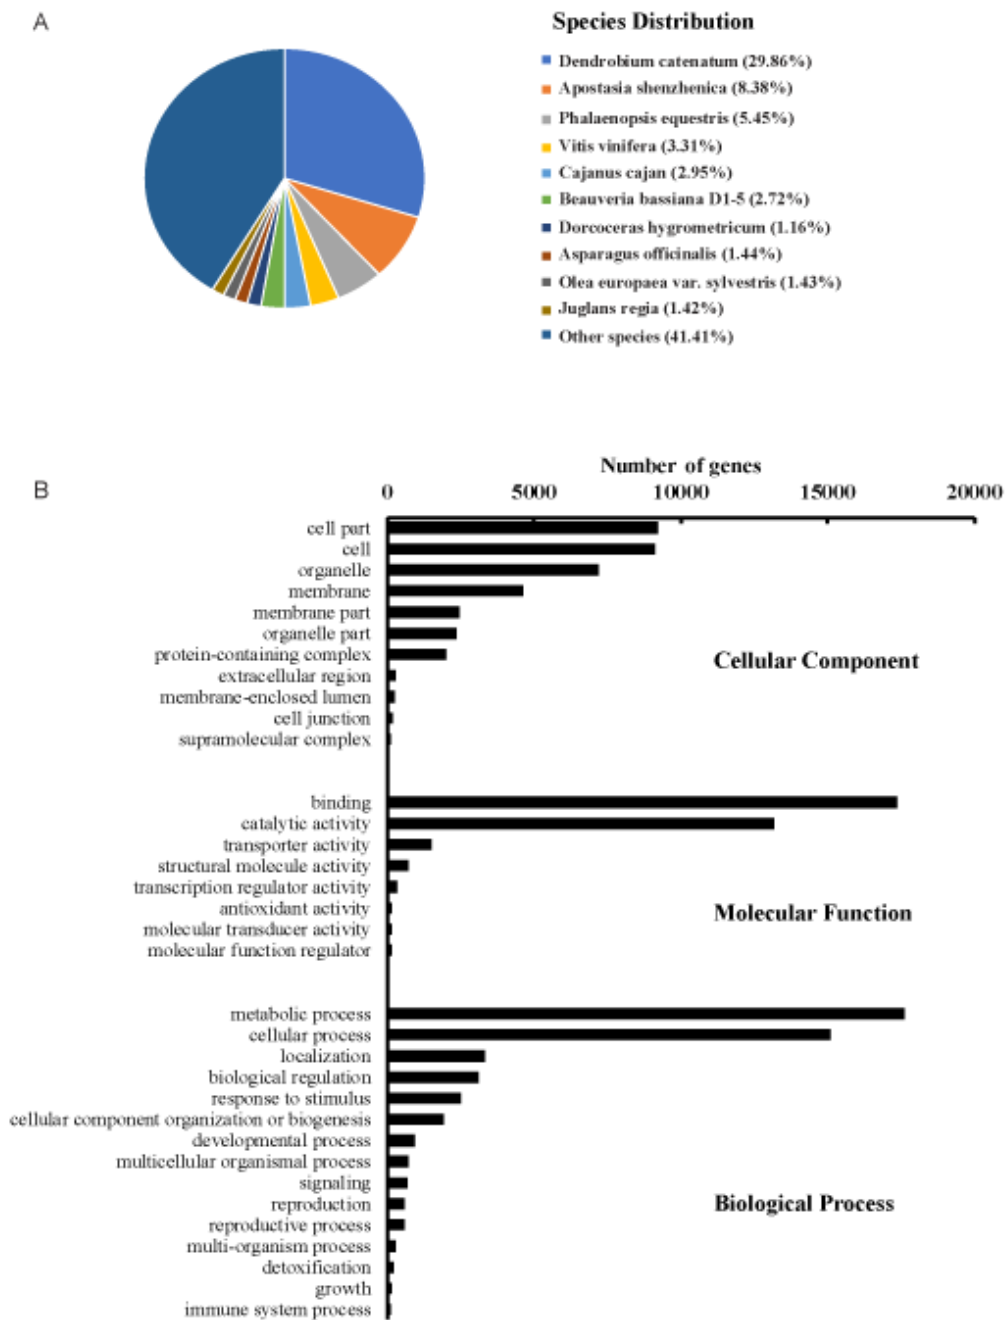 A
Species Distribution
Dendrobium catenatum (29.86%)
Apostasia shenzhenica (8.38%)
Phalaenopsis equestris (5.45%)
Vitis vinifera (3.31%)
Cajanus cajan (2.95%)
Beauveria bassiana D1-5 (2.72%)
Dorcoceras hygrometricum (1.16%)
Asparagus officinalis (1.44%)
Olea europaea var. sylvestris (1.43%)
Juglans regia (1.42%)
Other species (41.41%)
B
Number of genes
0 5000 10000 15000 20000
cell part
cell
organelle
membrane
membrane part
organelle part
protein-containing complex
extracellular region
membrane-enclosed lumen
cell junction
supramolecular complex
Cellular Component
binding
catalytic activity
transporter activity
structural molecule activity
transcription regulator activity
antioxidant activity
molecular transducer activity
molecular function regulator
Molecular Function
metabolic process
cellular process
localization
biological regulation
response to stimulus
cellular component organization or biogenesis
developmental process
multicellular organismal process
signaling
reproduction
reproductive process
multi-organism process
detoxification
growth
immune system process
Biological Process